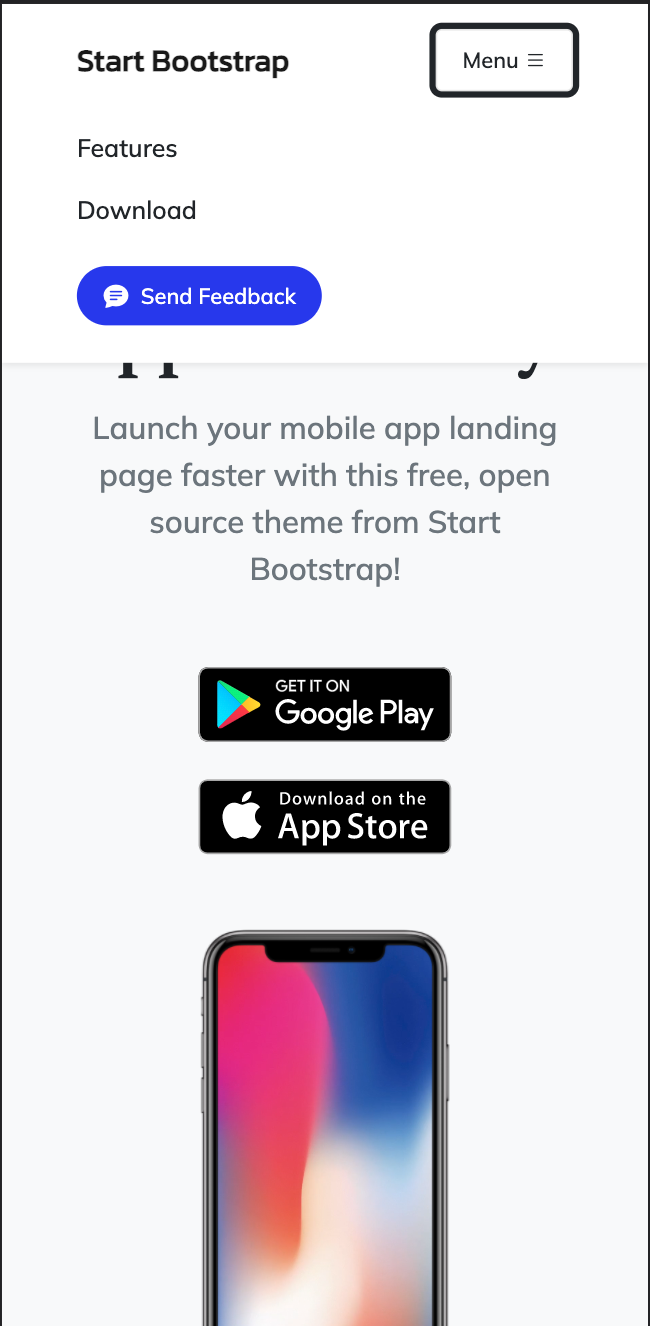 Start Bootstrap
Menu
Features
Download
Send Feedback
Launch your mobile app landing
page faster with this free, open
source theme from Start
Bootstrap!
GET IT ON
Google Play
Download on the
App Store